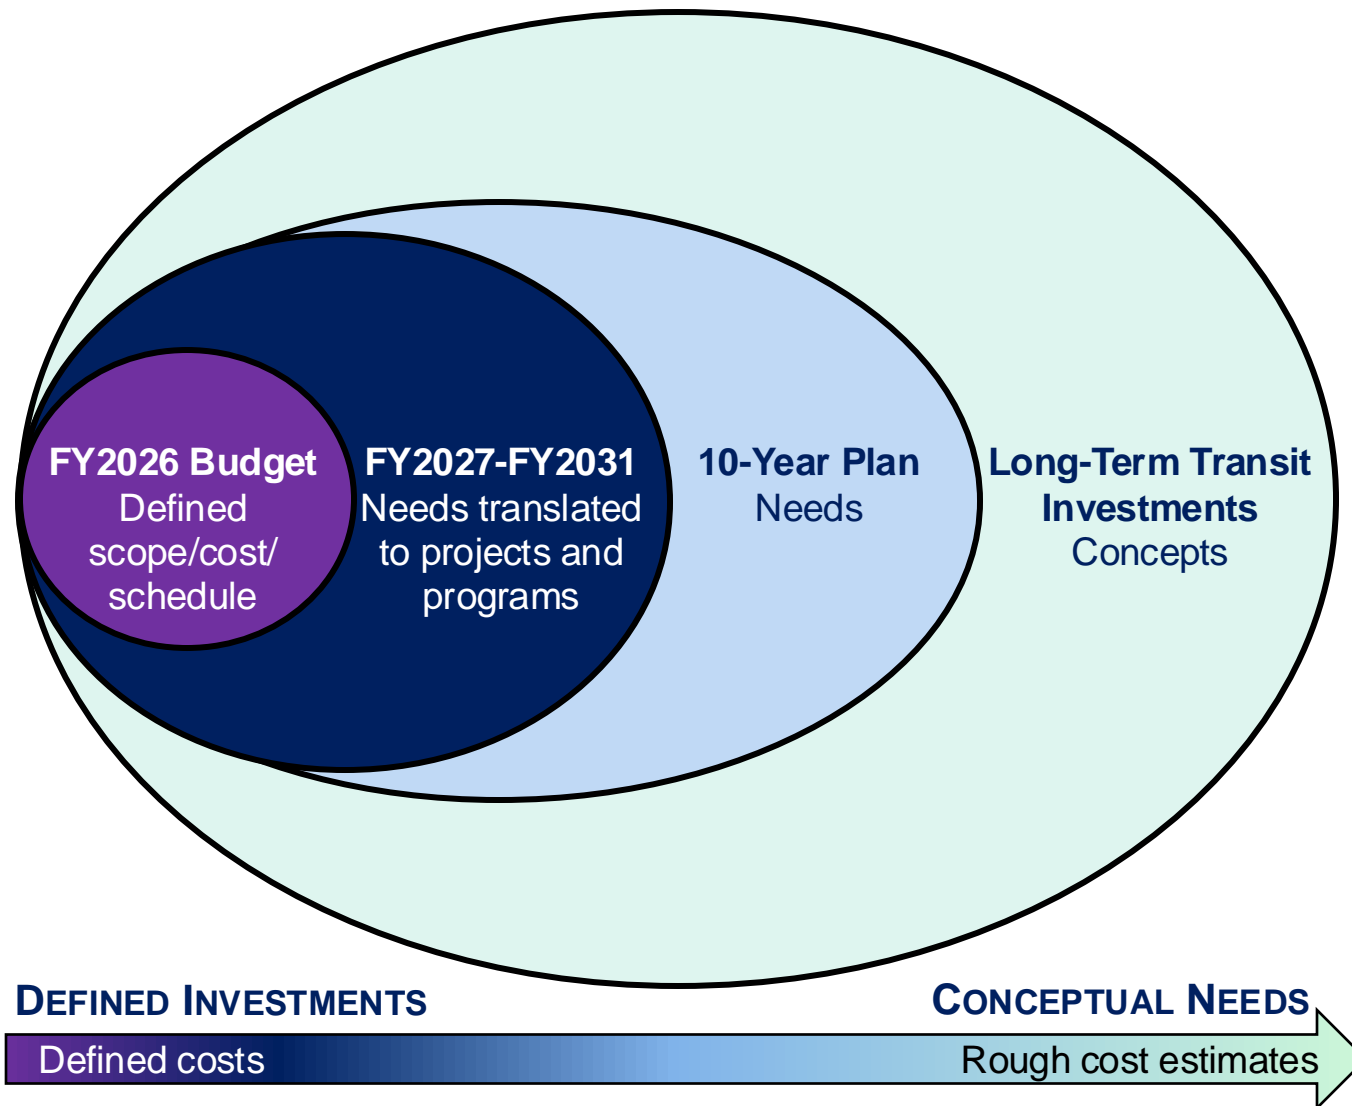 FY2026 Budget
Defined
scope/cost/
schedule
FY2027-FY2031
Needs translated
to projects and
programs
10-Year Plan
Needs
Long-Term Transit
Investments
Concepts
DEFINED INVESTMENTS
CONCEPTUAL NEEDS
Defined costs
Rough cost estimates